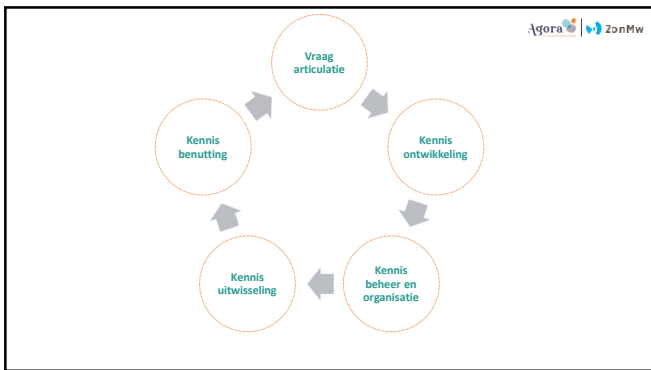 Agora
ZonMw
Vraag
articulatie
Kennis
ontwikkeling
Kennis
beheer en
organisatie
Kennis
uitwisseling
Kennis
benutting